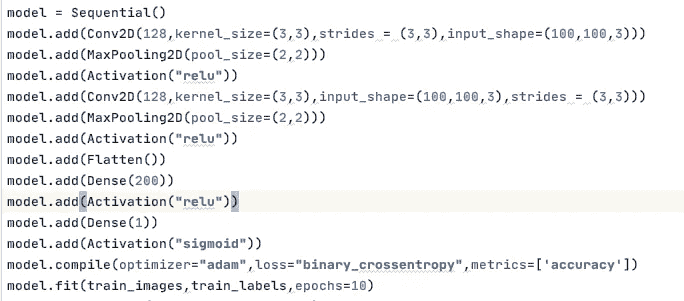 model = Sequential()
model.add(Conv2D(128,kernel_size=(3,3),strides = (3,3),input_shape=(100,100,3)))
model.add(MaxPooling2D(pool_size=(2,2)))
model.add(Activation("relu"))
model.add(Conv2D(128,kernel_size=(3,3),input_shape=(100,100,3),strides = (3,3)))
model.add(MaxPooling2D(pool_size=(2,2)))
model.add(Activation("relu"))
model.add(Flatten())
model.add(Dense(200))
model.add(Activation("relu"))
model.add(Dense(1))
model.add(Activation("sigmoid"))
model.compile(optimizer="adam",loss="binary_crossentropy",metrics=['accuracy'])
model.fit(train_images,train_labels,epochs=10)